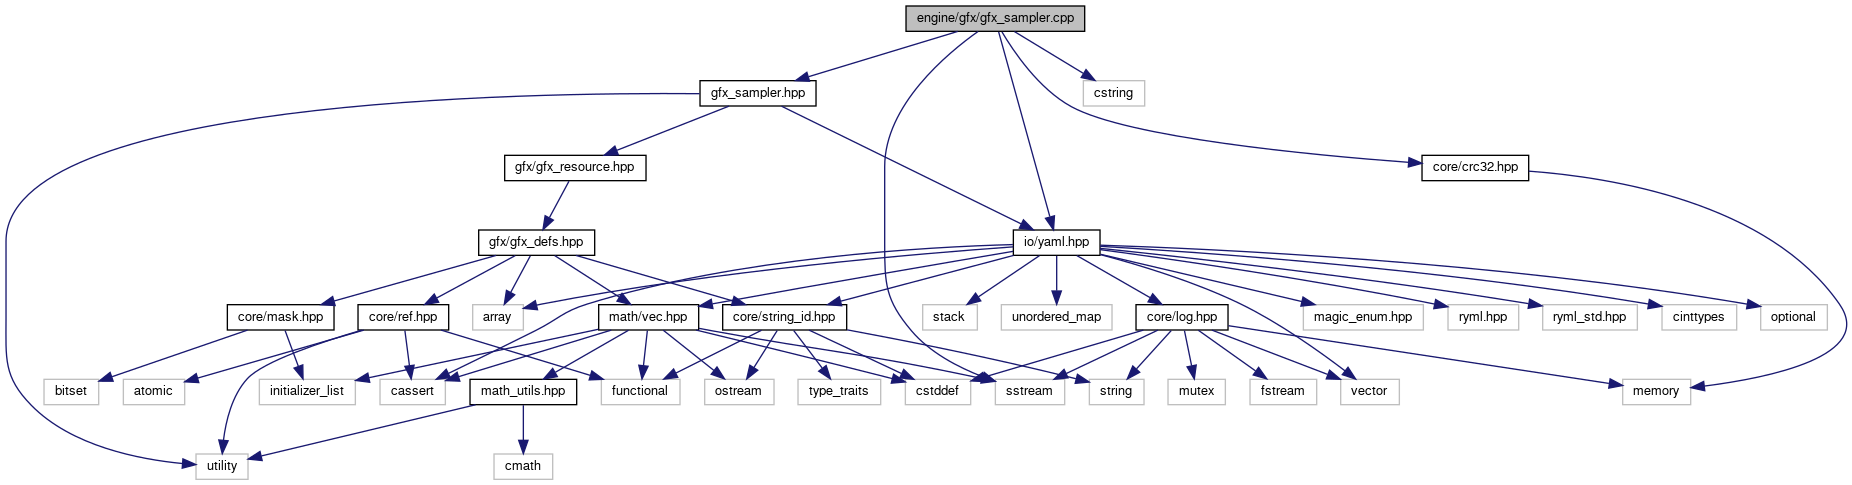 engine/gfx/gfx_sampler.cpp
gfx_sampler.hpp
cstring
gfx/gfx_resource.hpp
core/crc32.hpp
gfx/gfx_defs.hpp
io/yaml.hpp
core/mask.hpp
core/ref.hpp
array
math/vec.hpp
core/string_id.hpp
stack
unordered_map
core/log.hpp
magic_enum.hpp
ryml.hpp
ryml_std.hpp
cinttypes
optional
bitset
atomic
initializer_list
cassert
math_utils.hpp
functional
ostream
type_traits
cstddef
sstream
string
mutex
fstream
vector
memory
utility
cmath